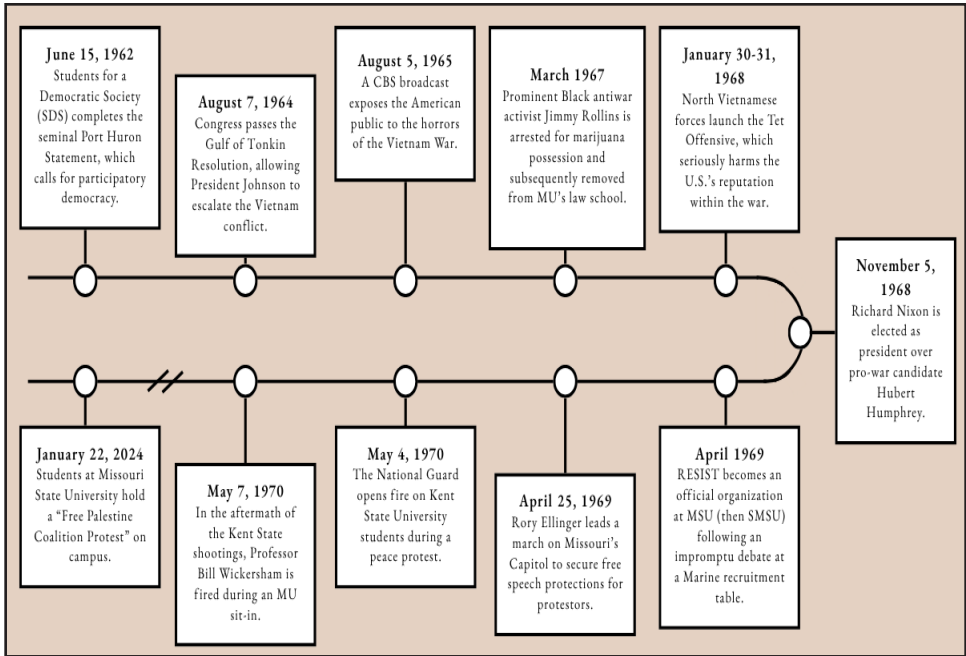 June 15, 1962
Students for a
Democratic Society
(SDS) completes the
seminal Port Huron
Statement, which
calls for participatory
democracy.
August 7, 1964
Congress passes the
Gulf of Tonkin
Resolution, allowing
President Johnson to
escalate the Vietnam
conflict.
August 5, 1965
A CBS broadcast
exposes the American
public to the horrors
of the Vietnam War.
March 1967
Prominent Black antiwar
activist Jimmy Rollins is
arrested for marijuana
possession and
subsequently removed
from MU's law school.
January 30-31,
1968
North Vietnamese
forces launch the Tet
Offensive, which
seriously harms the
U.S.'s reputation
within the war.
November 5,
1968
Richard Nixon is
elected as
president over
pro-war candidate
Hubert
Humphrey.
April 1969
RESIST becomes an
official organization
at MSU (then SMSU)
following an
impromptu debate at
a Marine recruitment
table.
April 25, 1969
Rory Ellinger leads a
march on Missouri's
Capitol to secure free
speech protections for
protestors.
May 4, 1970
The National Guard
opens fire on Kent
State University
students during a
peace protest.
May 7, 1970
In the aftermath of
the Kent State
shootings, Professor
Bill Wickersham is
fired during an MU
sit-in.
January 22, 2024
Students at Missouri
State University hold
a "Free Palestine
Coalition Protest" on
campus.